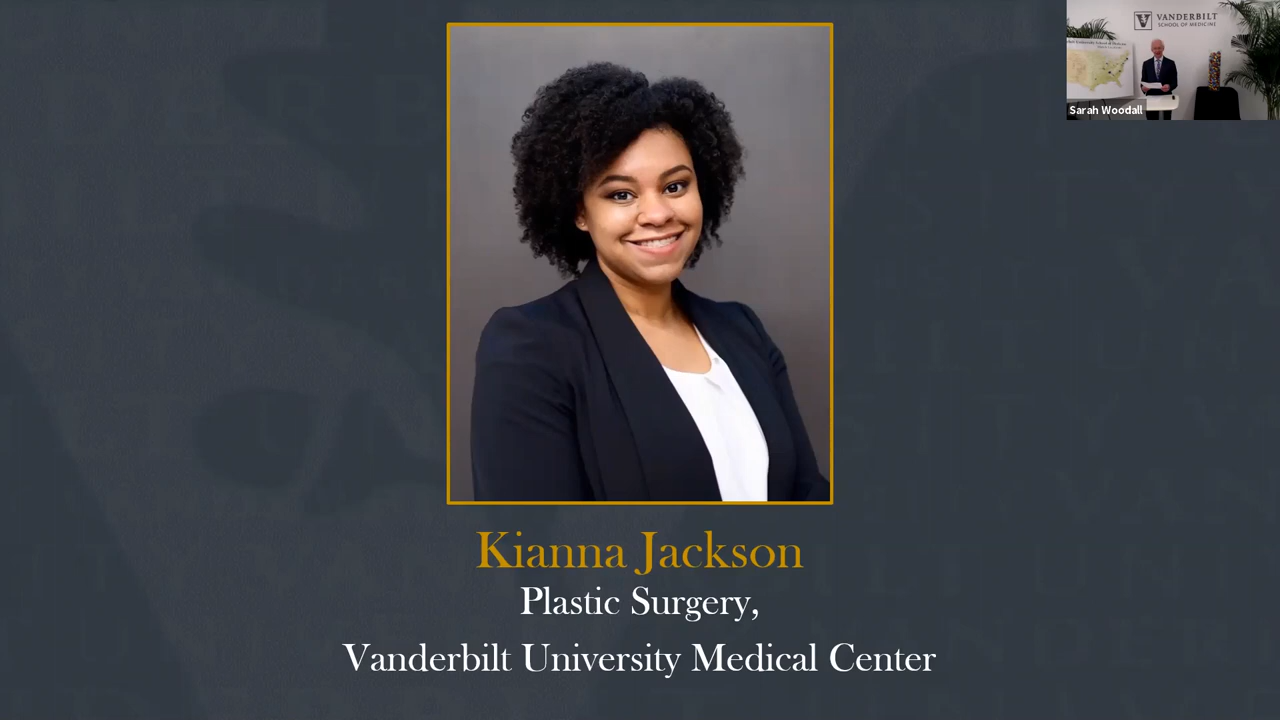 VANDERBILT
SCHOOL OF MEDICINE
Sarah Woodall
Kianna Jackson
Plastic Surgery,
Vanderbilt University Medical Center